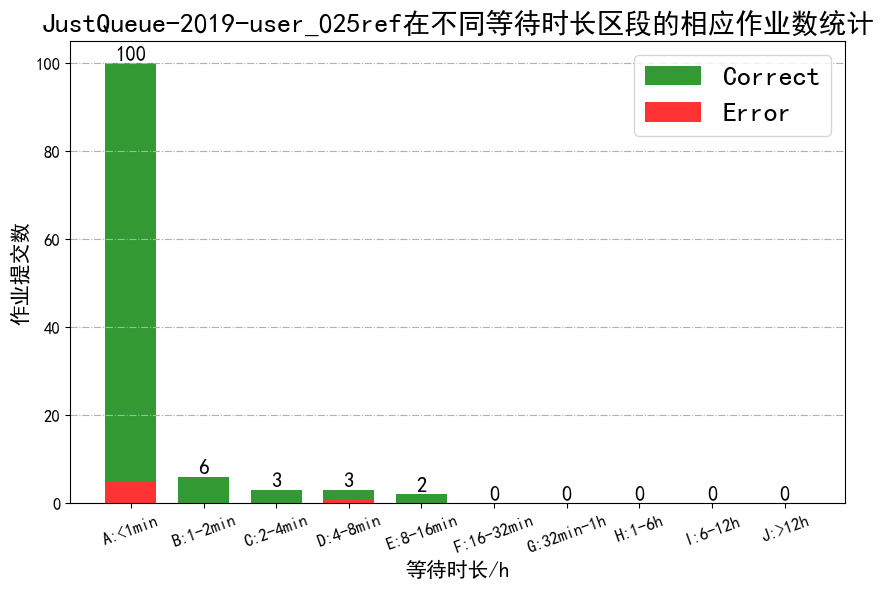 JustQueue-2019-user_025ref在不同等待时长区段的相应作业数统计
Correct
Error
作业提交数
100
80
60
40
20
0
100
6
3
3
2
0
0
0
0
0
A:<1min
B:1-2min
C:2-4min
D:4-8min
E:8-16min
F:16-32min
G:32min-1h
H:1-6h
I:6-12h
J:>12h
等待时长/h